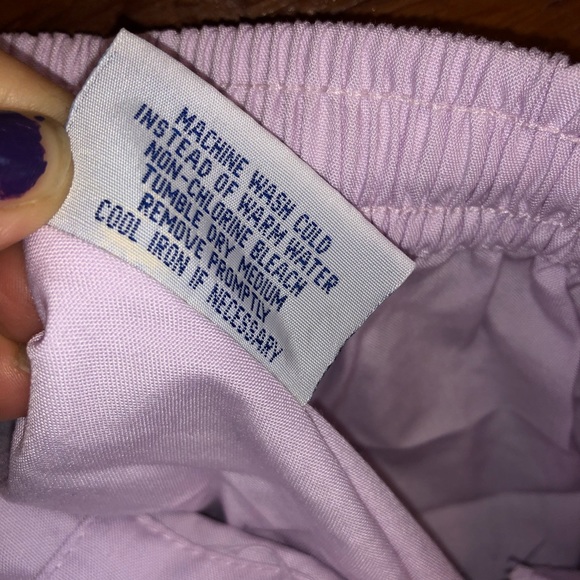 MACHINE WASH COLD
INSTEAD OF WARM WATER
NON-CHLORINE BLEACH
TUMBLE DRY MEDIUM
REMOVE PROMPTLY
COOL IRON IF NECESSARY